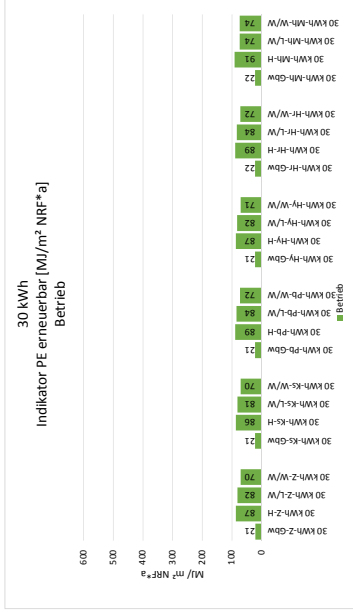 30 kWh
Indikator PE erneuerbar [MJ/m² NRF*a]
Betrieb
MJ/ m² NRF*a
600
500
400
300
200
100
0
21
87
82
70
21
86
81
70
21
89
84
72
21
87
82
71
22
89
84
72
22
91
74
74
30 kWh-Z-Gbw
30 kWh-Z-H
30 kWh-Z-W/L
30 kWh-Z-W/W
30 kWh-Ks-Gbw
30 kWh-Ks-H
30 kWh-Ks-W/L
30 kWh-Ks-W/W
30 kWh-Pb-Gbw
30 kWh-Pb-H
30 kWh-Pb-W/L
30 kWh-Pb-W/W
30 kWh-Hy-Gbw
30 kWh-Hy-H
30 kWh-Hy-W/L
30 kWh-Hy-W/W
30 kWh-Hr-Gbw
30 kWh-Hr-H
30 kWh-Hr-W/L
30 kWh-Hr-W/W
30 kWh-Mh-Gbw
30 kWh-Mh-H
30 kWh-Mh-W/L
30 kWh-Mh-W/W
Betrieb